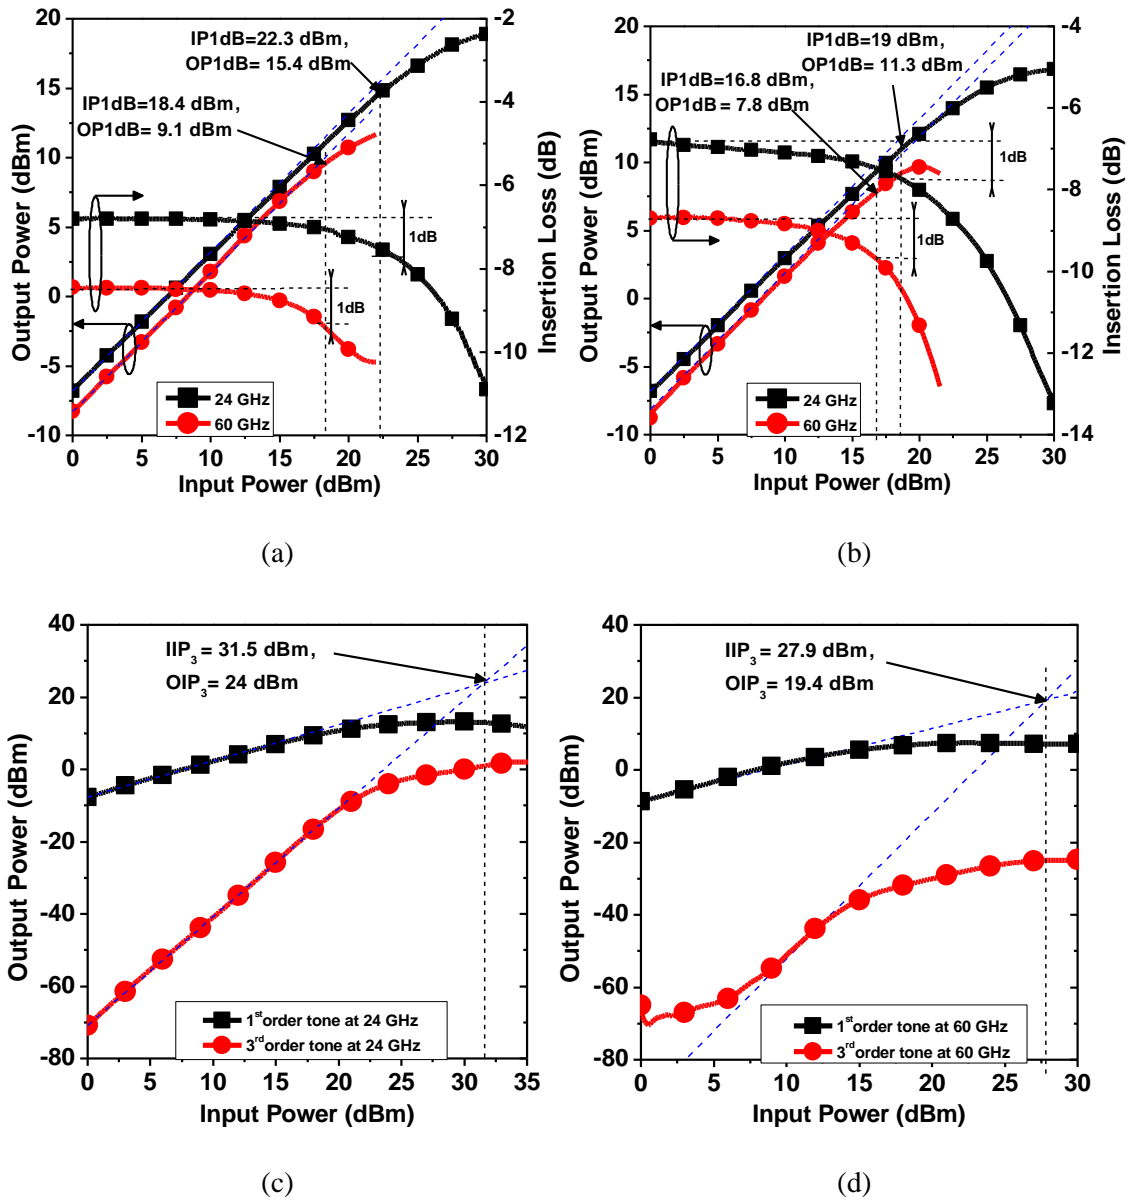 20
15
10
5
0
-5
-10
Output Power (dBm)
-2
-4
-6
-8
-10
-12
Insertion Loss (dB)
IP1dB=22.3 dBm,
OP1dB= 15.4 dBm
IP1dB=18.4 dBm,
OP1dB= 9.1 dBm
1dB
1dB
24 GHz
60 GHz
0 5 10 15 20 25 30
Input Power (dBm)
(a)
20
15
10
5
0
-5
-10
Output Power (dBm)
-4
-6
-8
-10
-12
-14
Insertion Loss (dB)
IP1dB=19 dBm,
OP1dB= 11.3 dBm
IP1dB=16.8 dBm,
OP1dB= 7.8 dBm
1dB
1dB
24 GHz
60 GHz
0 5 10 15 20 25 30
Input Power (dBm)
(b)
40
20
0
-20
-40
-60
-80
Output Power (dBm)
IIP3 = 31.5 dBm,
OIP3 = 24 dBm
1st order tone at 24 GHz
3rd order tone at 24 GHz
0 5 10 15 20 25 30 35
Input Power (dBm)
(c)
40
20
0
-20
-40
-60
-80
Output Power (dBm)
IIP3 = 27.9 dBm,
OIP3 = 19.4 dBm
1st order tone at 60 GHz
3rd order tone at 60 GHz
0 5 10 15 20 25 30
Input Power (dBm)
(d)